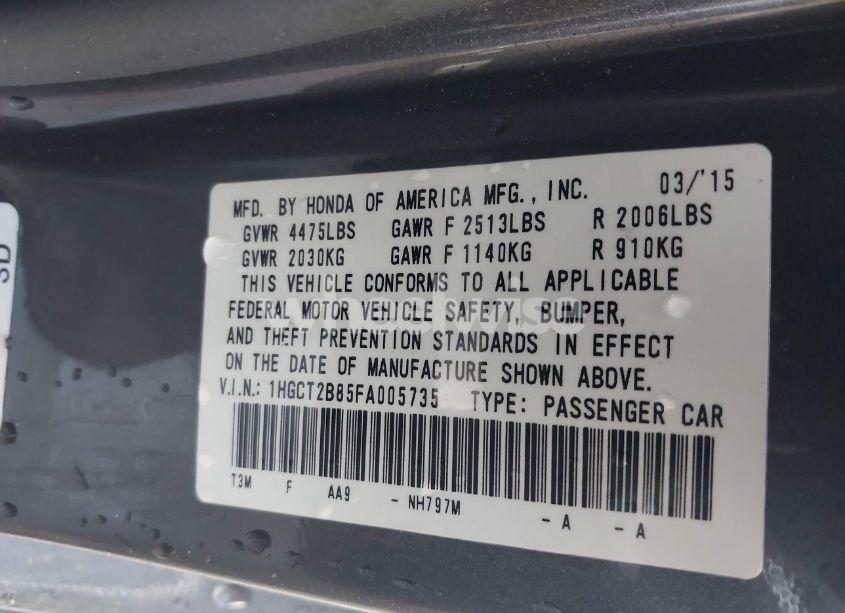 MFD. BY HONDA OF AMERICA MFG., INC. 03/'15
GVWR 4475LBS GAWR F 2513LBS R 2006LBS
GVWR 2030KG GAWR F 1140KG R 910KG
THIS VEHICLE CONFORMS TO ALL APPLICABLE
FEDERAL MOTOR VEHICLE SAFETY, BUMPER,
AND THEFT PREVENTION STANDARDS IN EFFECT
ON THE DATE OF MANUFACTURE SHOWN ABOVE.
V.I.N.: 1HGCT2B85FA005735 TYPE: PASSENGER CAR
T3M F AA9 - NH797M - A - A